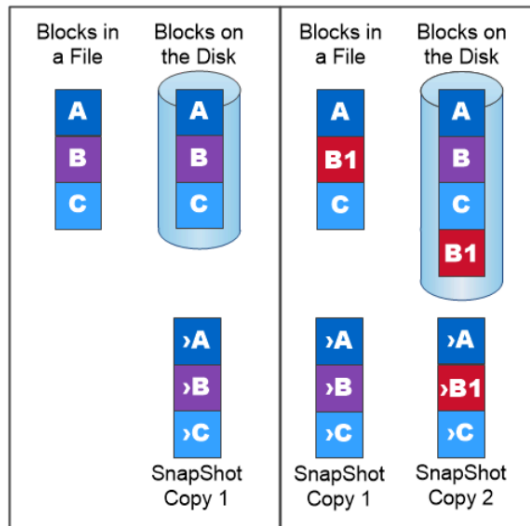 Blocks in
a File
Blocks on
the Disk
A
B
C
A
B
C
›A
›B
›C
SnapShot
Copy 1
Blocks in
a File
Blocks on
the Disk
A
B1
C
A
B
C
B1
›A
›B
›C
SnapShot
Copy 1
›A
›B1
›C
SnapShot
Copy 2